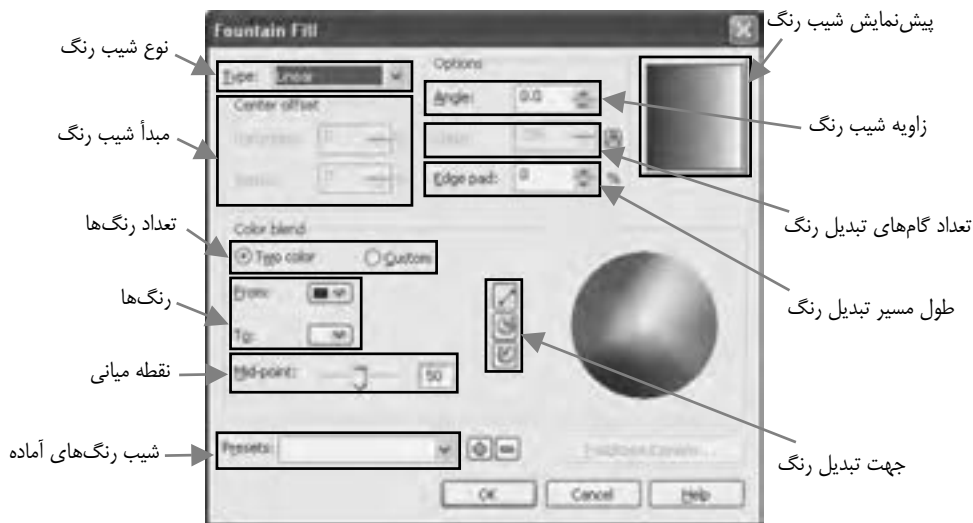 پیش‌نمایش شیب رنگ
Fountain Fill
نوع شیب رنگ
Type: Linear
Options
Angle: 0.0
زاویه شیب رنگ
Center offset
مبدأ شیب رنگ
Edge pad: 0 %
تعداد گام‌های تبدیل رنگ
طول مسیر تبدیل رنگ
Color blend
تعداد رنگ‌ها
Two color
Custom
رنگ‌ها
From:
To:
نقطه میانی
Mid-point: 50
جهت تبدیل رنگ
شیب رنگ‌های آماده
Presets:
OK
Cancel
Help